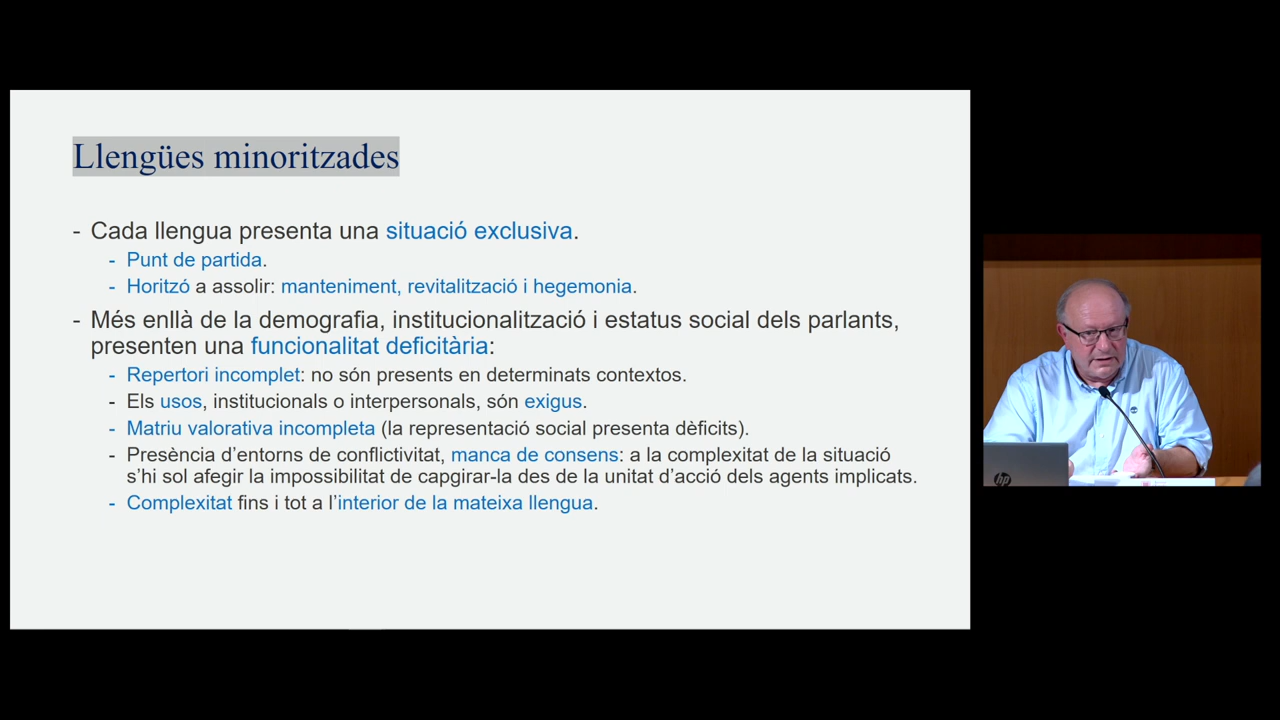 Llengües minoritzades
- Cada llengua presenta una situació exclusiva.
- Punt de partida.
- Horitzó a assolir: manteniment, revitalització i hegemonia.
- Més enllà de la demografia, institucionalització i estatus social dels parlants,
presenten una funcionalitat deficitària:
- Repertori incomplet: no són presents en determinats contextos.
- Els usos, institucionals o interpersonals, són exigus.
- Matriu valorativa incompleta (la representació social presenta dèficits).
- Presència d’entorns de conflictivitat, manca de consens: a la complexitat de la situació
s’hi sol afegir la impossibilitat de capgirar-la des de la unitat d’acció dels agents implicats.
- Complexitat fins i tot a l’interior de la mateixa llengua.
hp